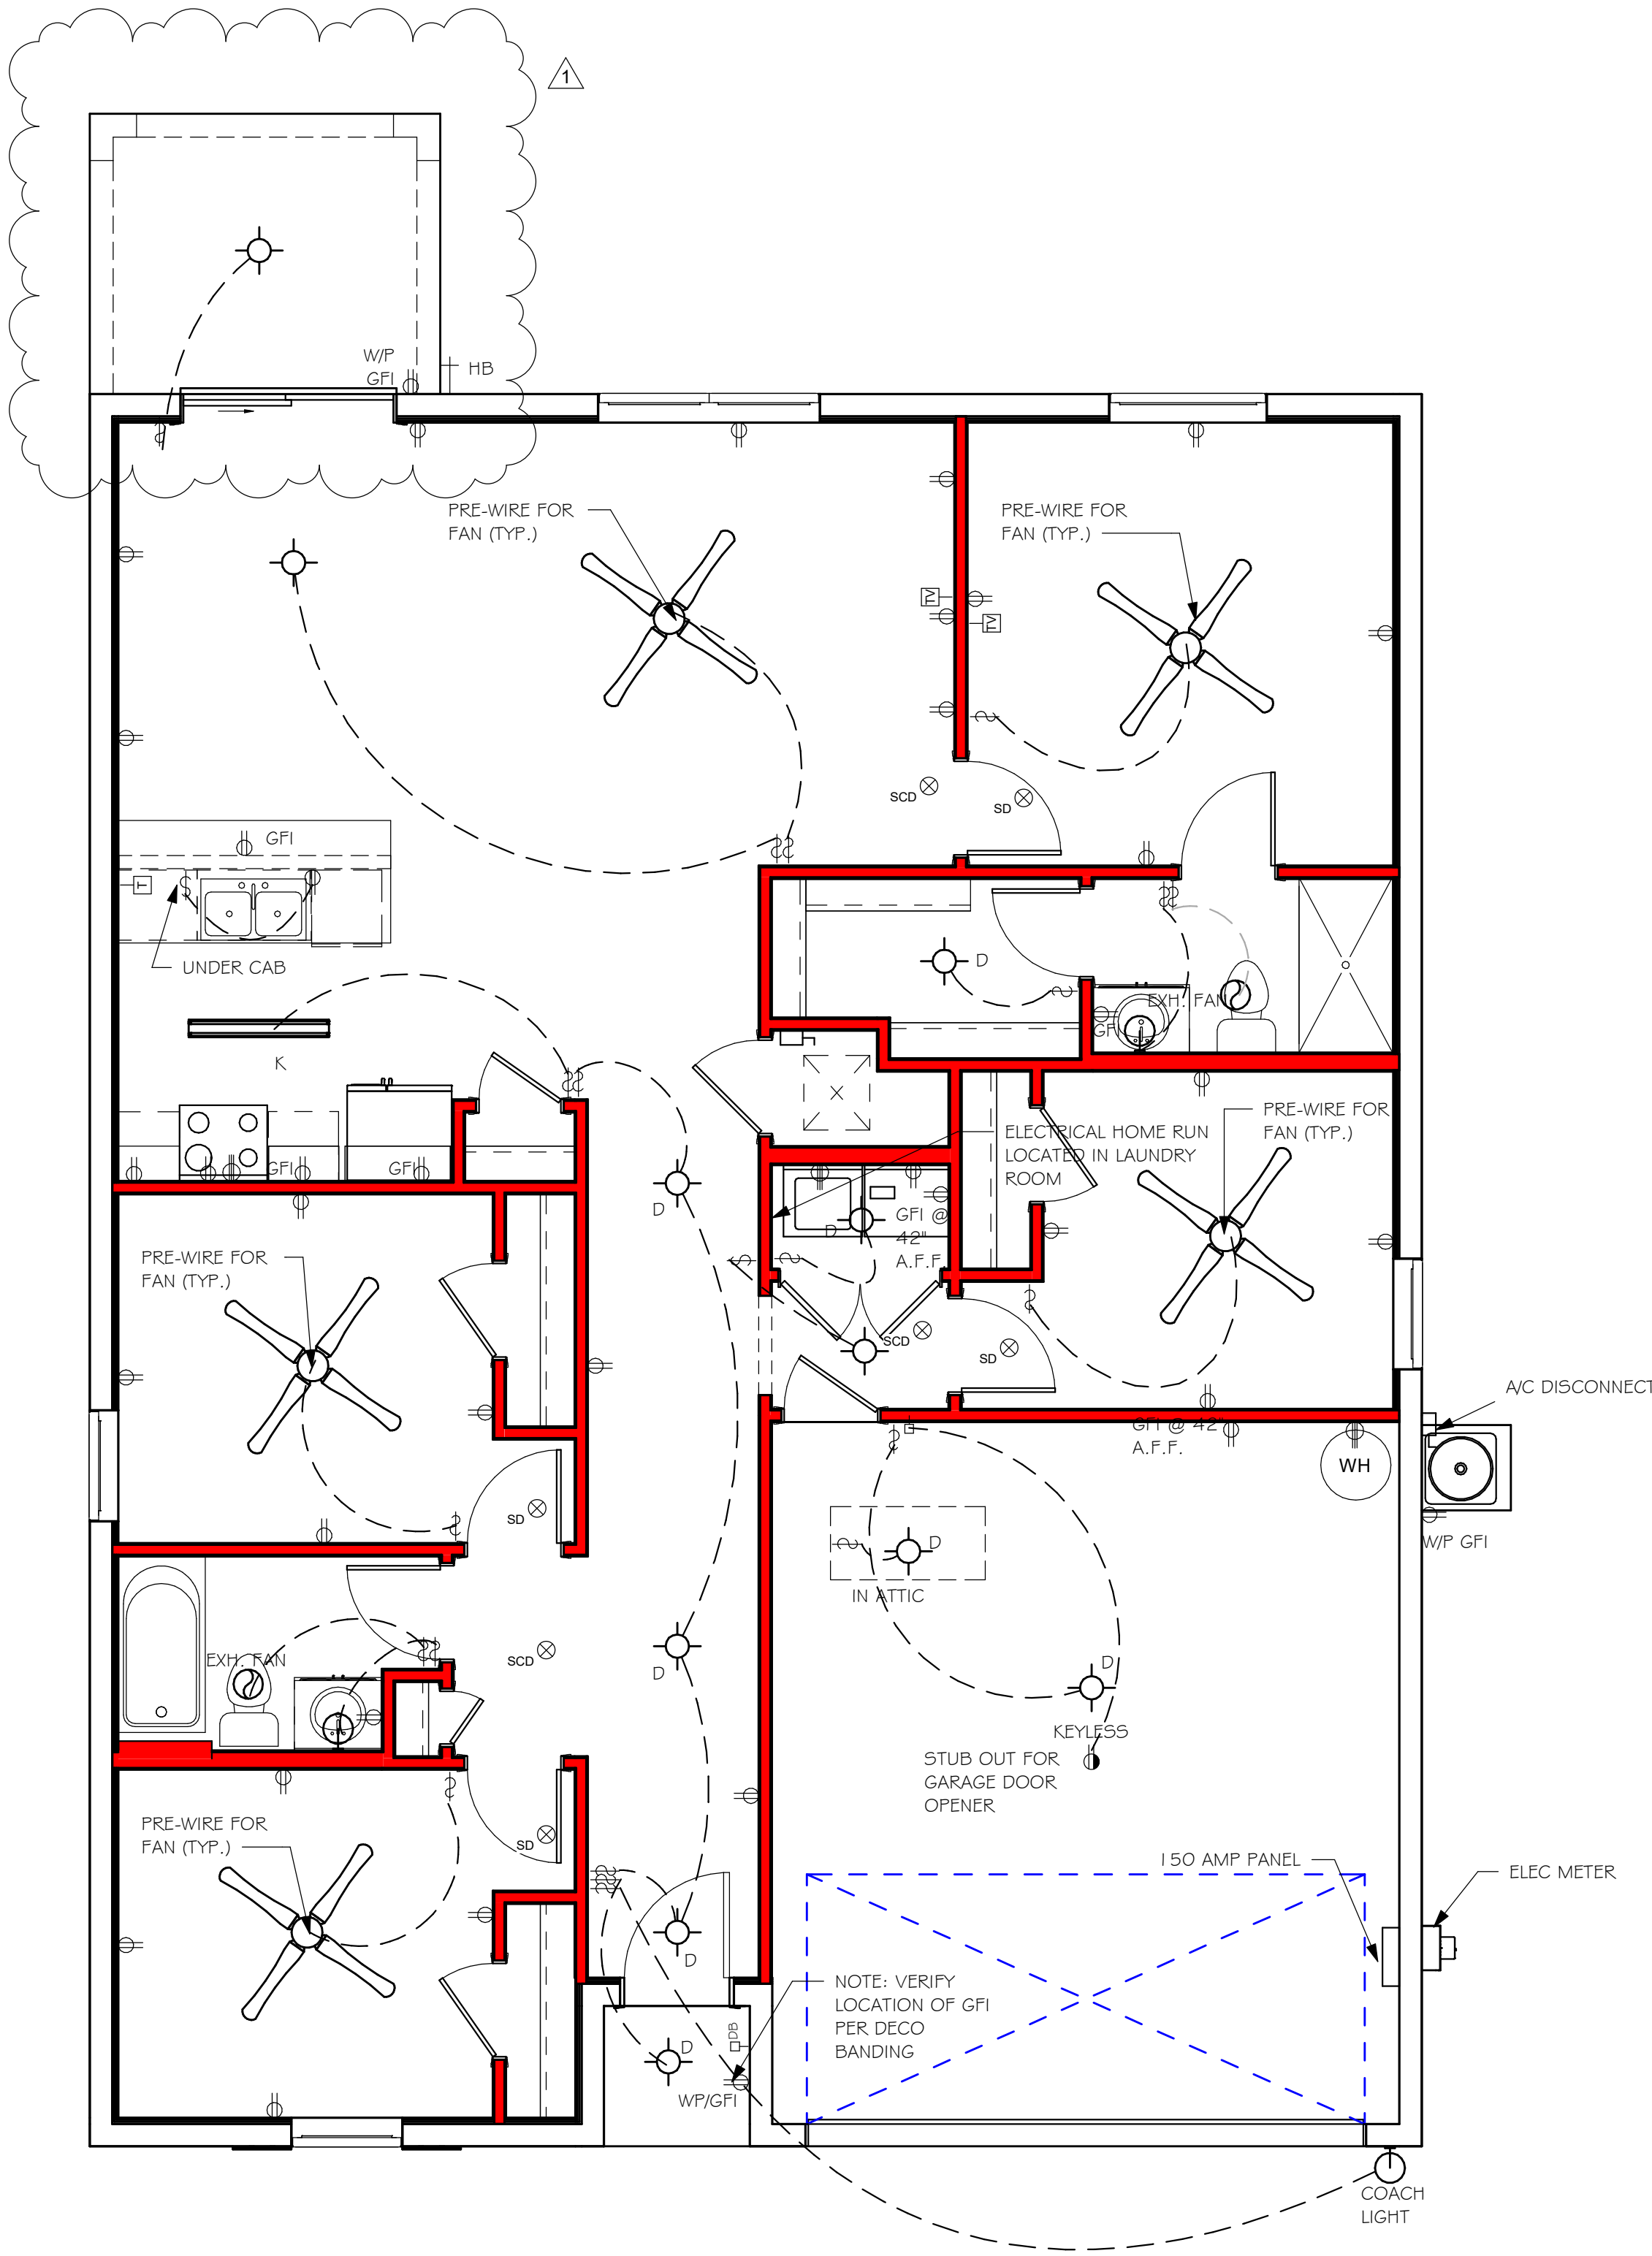 1
W/P
GFI
HB
PRE-WIRE FOR
FAN (TYP.)
PRE-WIRE FOR
FAN (TYP.)
TV
TV
SCD
SD
GFI
T
UNDER CAB
D
EXH. FAN
GFI
K
PRE-WIRE FOR
FAN (TYP.)
ELECTRICAL HOME RUN
LOCATED IN LAUNDRY
ROOM
GFI
GFI
D
D
GFI @
42"
A.F.F.
PRE-WIRE FOR
FAN (TYP.)
SCD
SD
A/C DISCONNECT
GFI @ 42"
A.F.F.
WH
SD
W/P GFI
D
IN ATTIC
EXH. FAN
SCD
D
D
KEYLESS
STUB OUT FOR
GARAGE DOOR
OPENER
PRE-WIRE FOR
FAN (TYP.)
SD
150 AMP PANEL
ELEC METER
D
NOTE: VERIFY
LOCATION OF GFI
PER DECO
BANDING
DB
D
WP/GFI
COACH
LIGHT